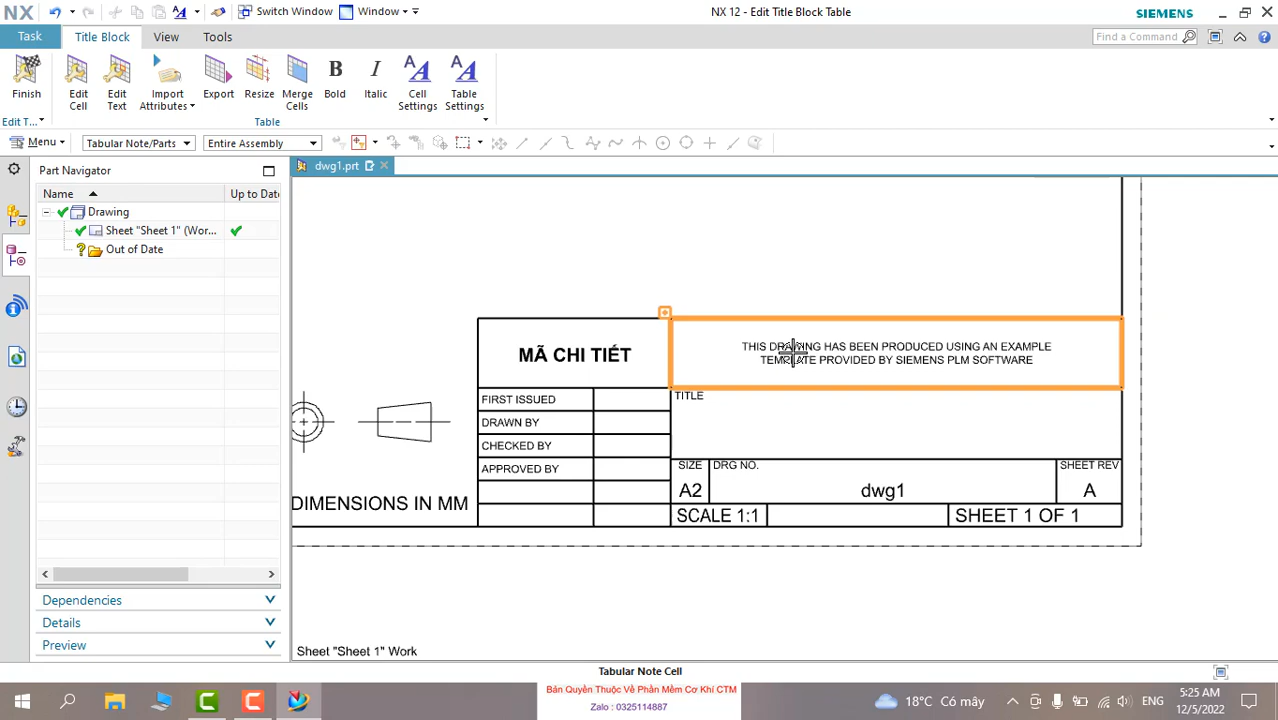 NX
Switch Window
Window
NX 12 - Edit Title Block Table
SIEMENS
Task
Title Block
View
Tools
Find a Command
Finish
Edit Cell
Edit Text
Import Attributes
Export
Resize
Merge Cells
Bold
Italic
Cell Settings
Table Settings
Edit T...
Table
Menu
Tabular Note/Parts
Entire Assembly
Part Navigator
dwg1.prt
Name
Up to Date
Drawing
Sheet "Sheet 1" (Wor...
Out of Date
MÃ CHI TIẾT
THIS DRAWING HAS BEEN PRODUCED USING AN EXAMPLE
TEMPLATE PROVIDED BY SIEMENS PLM SOFTWARE
FIRST ISSUED
TITLE
DRAWN BY
CHECKED BY
APPROVED BY
SIZE
DRG NO.
SHEET REV
A2
dwg1
A
DIMENSIONS IN MM
SCALE 1:1
SHEET 1 OF 1
Dependencies
Details
Preview
Sheet "Sheet 1" Work
Tabular Note Cell
Bản Quyền Thuộc Về Phần Mềm Cơ Khí CTM
Zalo : 0325114887
18°C Có mây
ENG
5:25 AM
12/5/2022